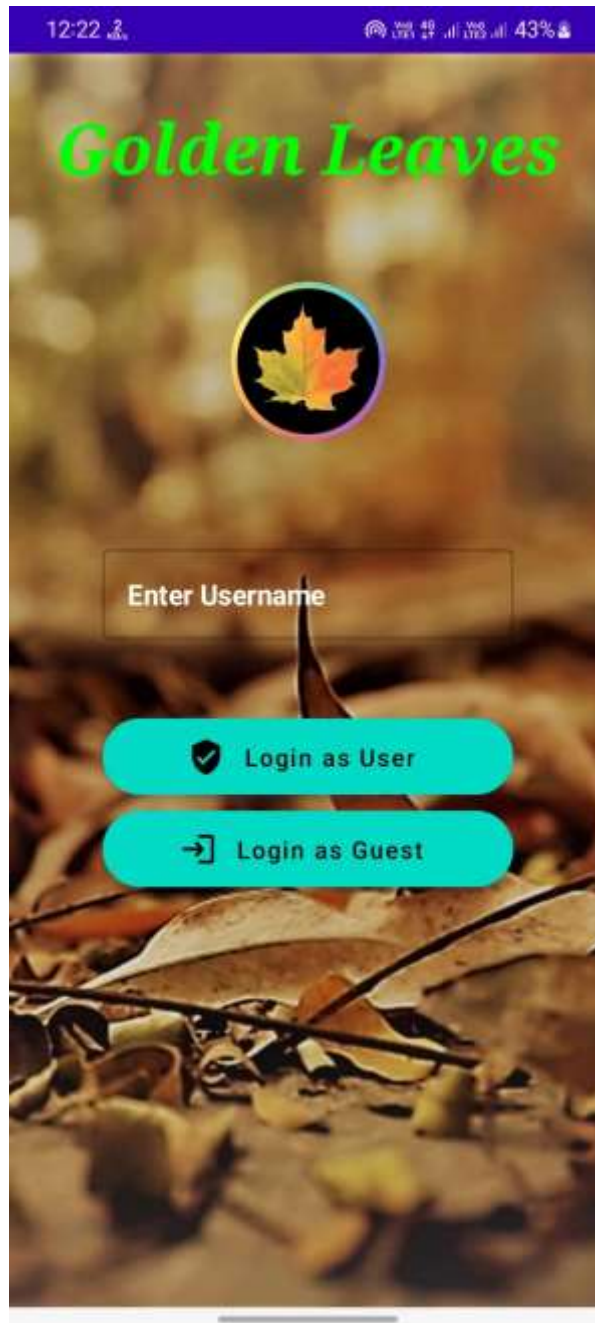 12:22 43%
Golden Leaves
Enter Username
Login as User
Login as Guest